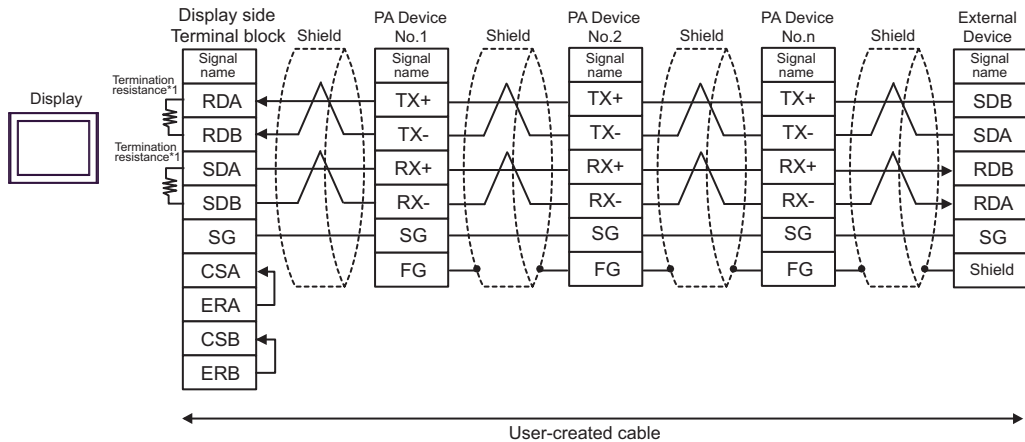 Display side
Terminal block
Shield
PA Device
No.1
Shield
PA Device
No.2
Shield
PA Device
No.n
Shield
External
Device
Display
Termination
resistance*1
Termination
resistance*1
Signal
name
RDA
RDB
SDA
SDB
SG
CSA
ERA
CSB
ERB
Signal
name
TX+
TX-
RX+
RX-
SG
FG
Signal
name
TX+
TX-
RX+
RX-
SG
FG
Signal
name
TX+
TX-
RX+
RX-
SG
FG
Signal
name
SDB
SDA
RDB
RDA
SG
Shield
User-created cable